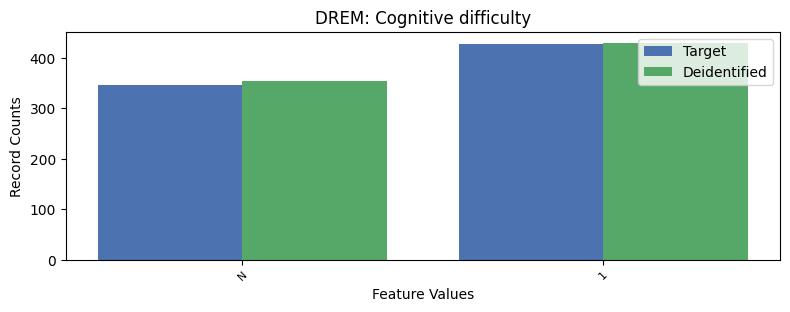 DREM: Cognitive difficulty
Target
Deidentified
Record Counts
400
300
200
100
0
N
1
Feature Values